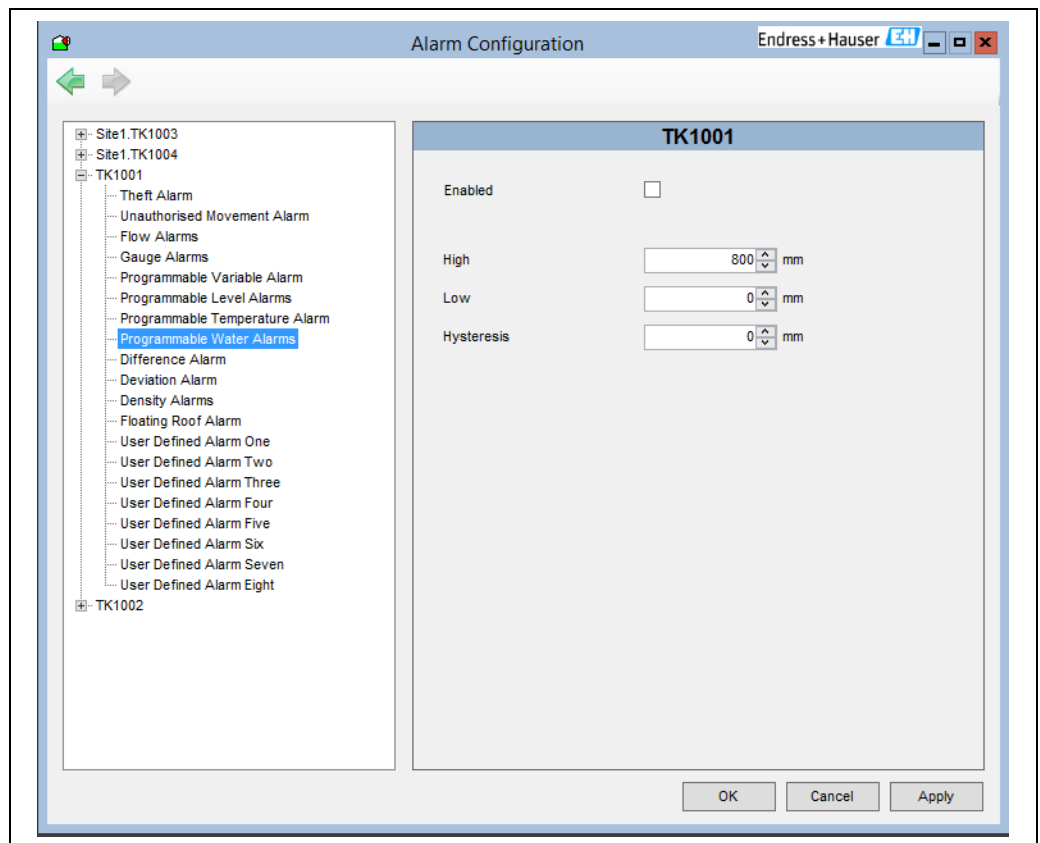 Alarm Configuration
Endress+Hauser EH
Site1.TK1003
Site1.TK1004
TK1001
Theft Alarm
Unauthorised Movement Alarm
Flow Alarms
Gauge Alarms
Programmable Variable Alarm
Programmable Level Alarms
Programmable Temperature Alarm
Programmable Water Alarms
Difference Alarm
Deviation Alarm
Density Alarms
Floating Roof Alarm
User Defined Alarm One
User Defined Alarm Two
User Defined Alarm Three
User Defined Alarm Four
User Defined Alarm Five
User Defined Alarm Six
User Defined Alarm Seven
User Defined Alarm Eight
TK1002
TK1001
Enabled
High 800 mm
Low 0 mm
Hysteresis 0 mm
OK Cancel Apply